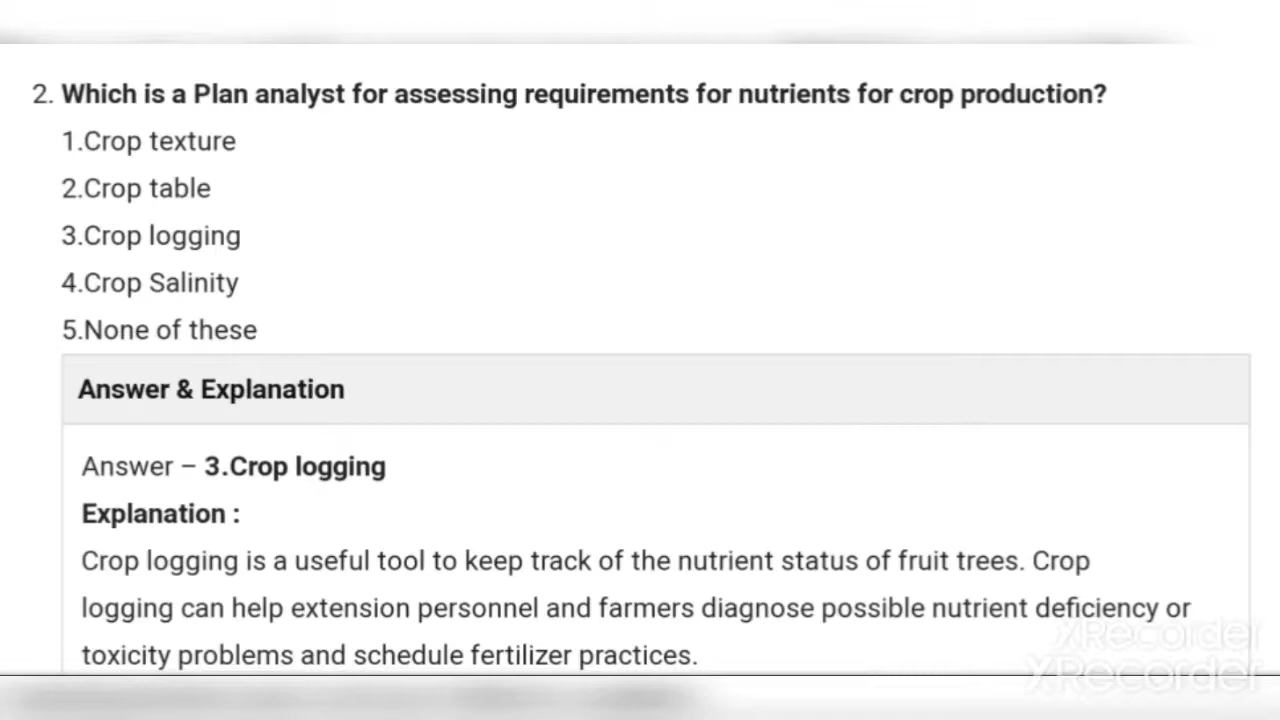 2. Which is a Plan analyst for assessing requirements for nutrients for crop production?
1.Crop texture
2.Crop table
3.Crop logging
4.Crop Salinity
5.None of these
Answer & Explanation
Answer – 3.Crop logging
Explanation :
Crop logging is a useful tool to keep track of the nutrient status of fruit trees. Crop
logging can help extension personnel and farmers diagnose possible nutrient deficiency or
toxicity problems and schedule fertilizer practices.
XRecorder
XRecorder